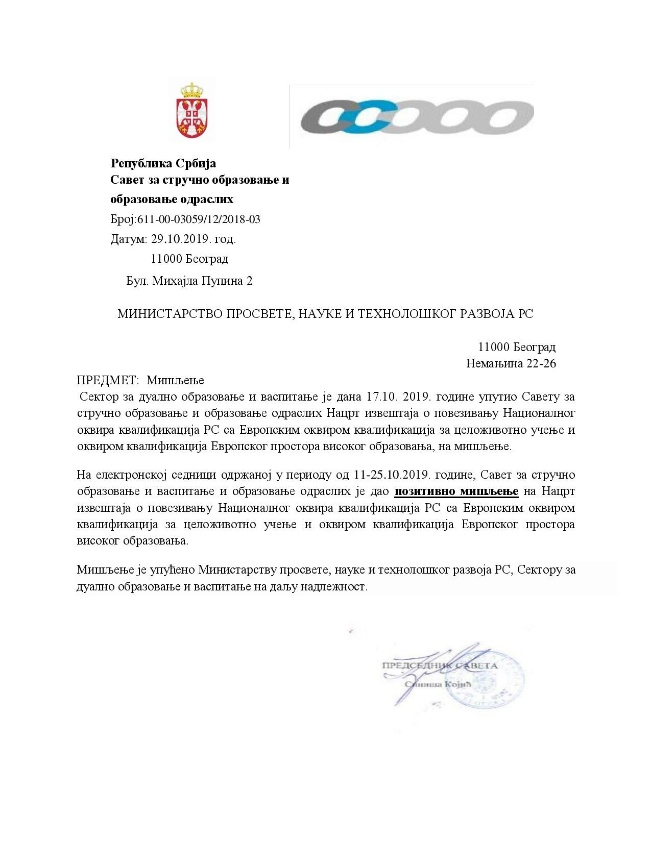 Република Србија
Савет за стручно образовање и
образовање одраслих
Број:611-00-03059/12/2018-03
Датум: 29.10.2019. год.
11000 Београд
Бул. Михајла Пупина 2
МИНИСТАРСТВО ПРОСВЕТЕ, НАУКЕ И ТЕХНОЛОШКОГ РАЗВОЈА РС
11000 Београд
Немањина 22-26
ПРЕДМЕТ: Мишљење
Сектор за дуално образовање и васпитање је дана 17.10. 2019. године упутио Савету за
стручно образовање и образовање одраслих Нацрт извештаја о повезивању Националног
оквира квалификација РС са Европским оквиром квалификација за целоживотно учење и
оквиром квалификација Европског простора високог образовања, на мишљење.
На електронској седници одржаној у периоду од 11-25.10.2019. године, Савет за стручно
образовање и васпитање и образовање одраслих је дао позитивно мишљење на Нацрт
извештаја о повезивању Националног оквира квалификација РС са Европским оквиром
квалификација за целоживотно учење и оквиром квалификација Европског простора
високог образовања.
Мишљење је упућено Министарству просвете, науке и технолошког развоја РС, Сектору за
дуално образовање и васпитање на даљу надлежност.
ПРЕДСЕДНИК САВЕТА
Којић